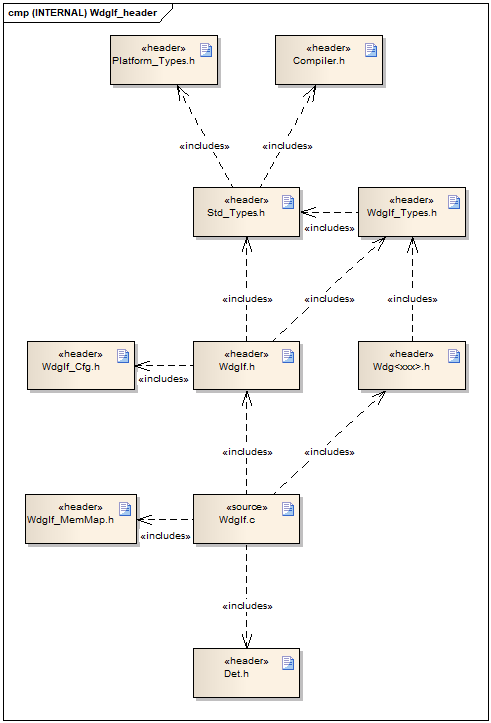 cmp (INTERNAL) WdgIf_header
«header»
Platform_Types.h
«header»
Compiler.h
«includes»
«includes»
«header»
Std_Types.h
«header»
WdgIf_Types.h
«includes»
«includes»
«includes»
«includes»
«header»
WdgIf_Cfg.h
«header»
WdgIf.h
«header»
Wdg<xxx>.h
«includes»
«includes»
«includes»
«header»
WdgIf_MemMap.h
«source»
WdgIf.c
«includes»
«includes»
«header»
Det.h